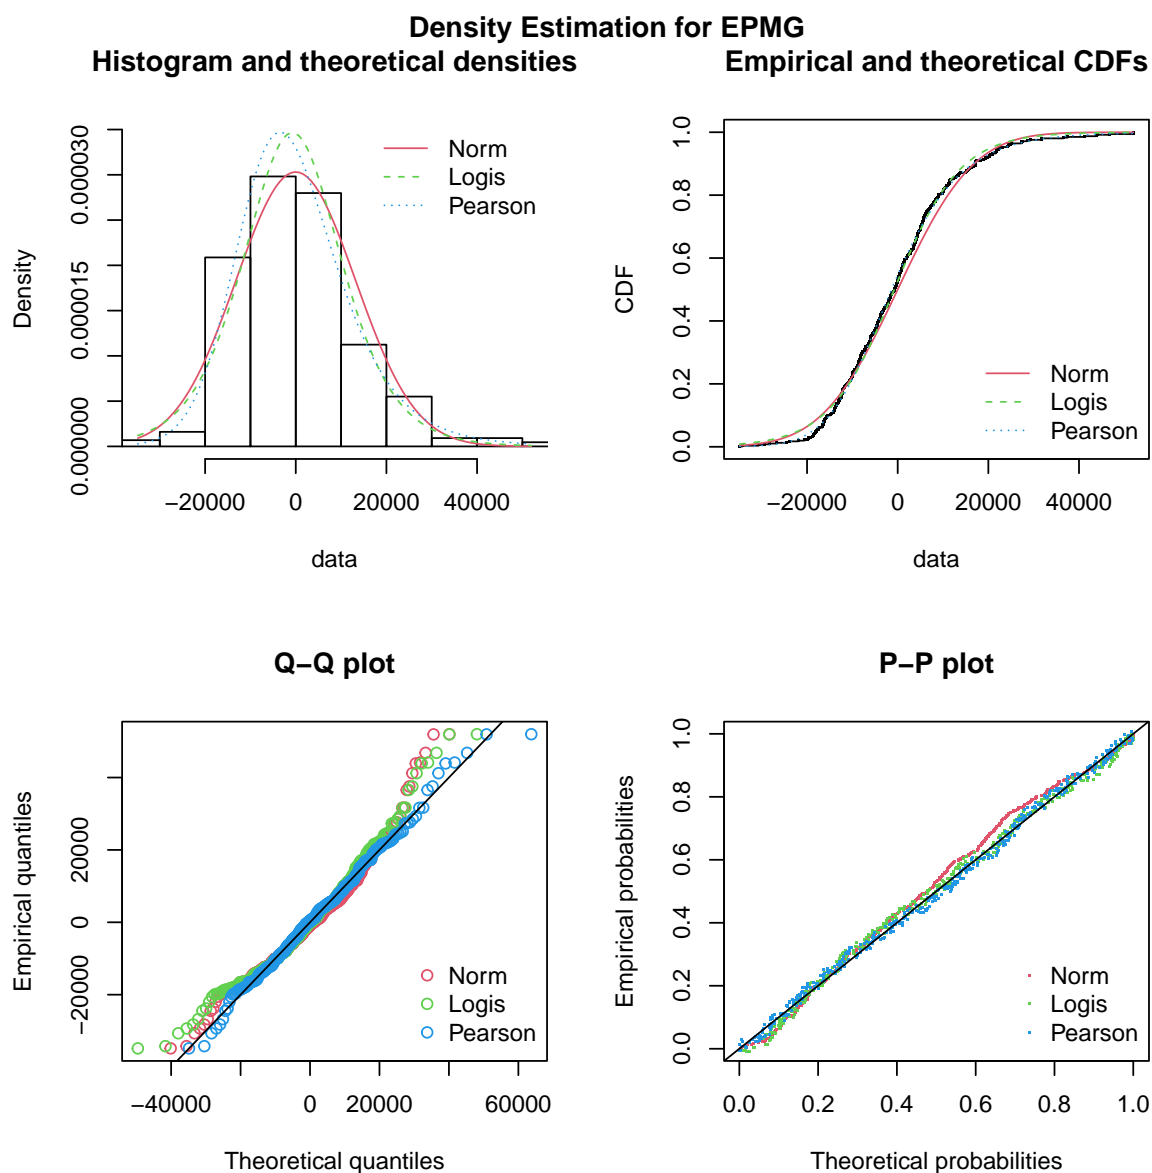 Density Estimation for EPMG
Histogram and theoretical densities
Density
0.000000 0.000015 0.000030
Norm
Logis
Pearson
−20000 0 20000 40000
data
Empirical and theoretical CDFs
CDF
0.0 0.2 0.4 0.6 0.8 1.0
Norm
Logis
Pearson
−20000 0 20000 40000
data
Q−Q plot
Empirical quantiles
−20000 0 20000
Norm
Logis
Pearson
−40000 0 20000 60000
Theoretical quantiles
P−P plot
Empirical probabilities
0.0 0.2 0.4 0.6 0.8 1.0
Norm
Logis
Pearson
0.0 0.2 0.4 0.6 0.8 1.0
Theoretical probabilities